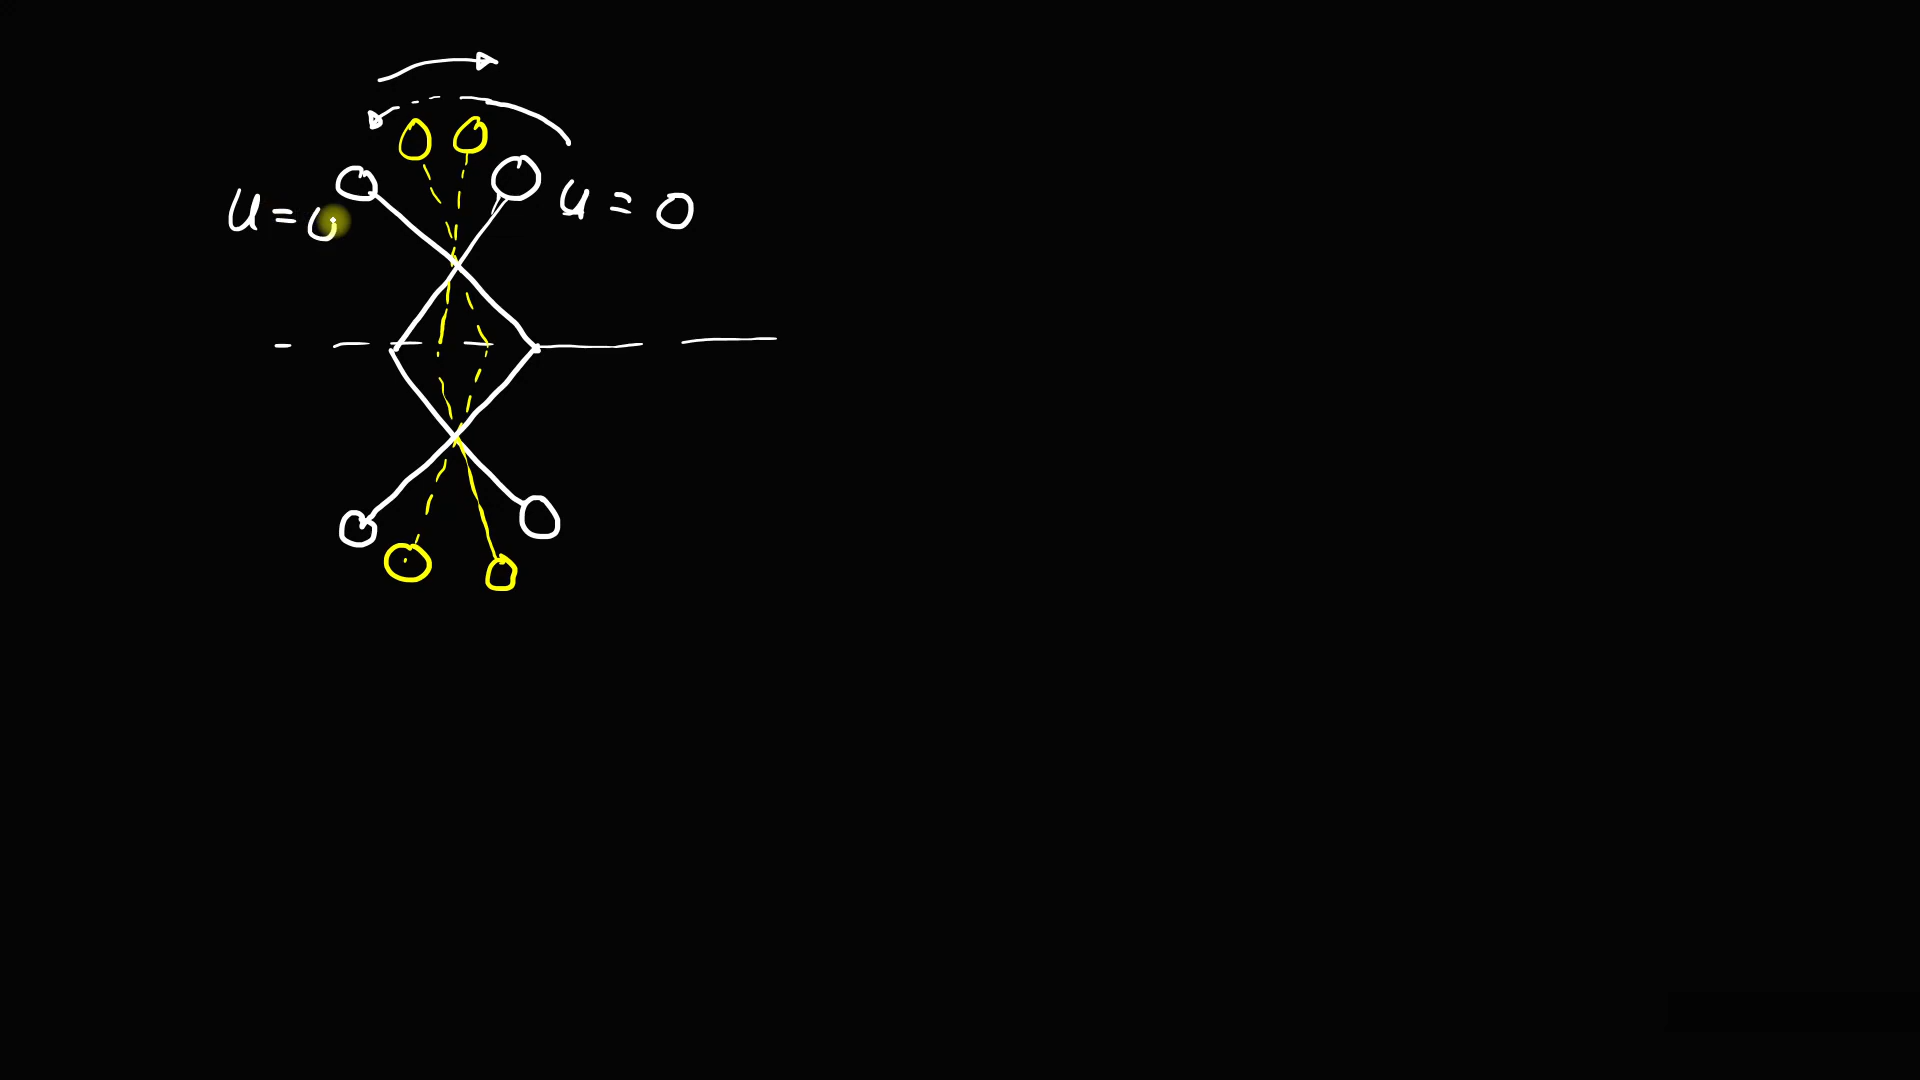 u = 0
u = 0